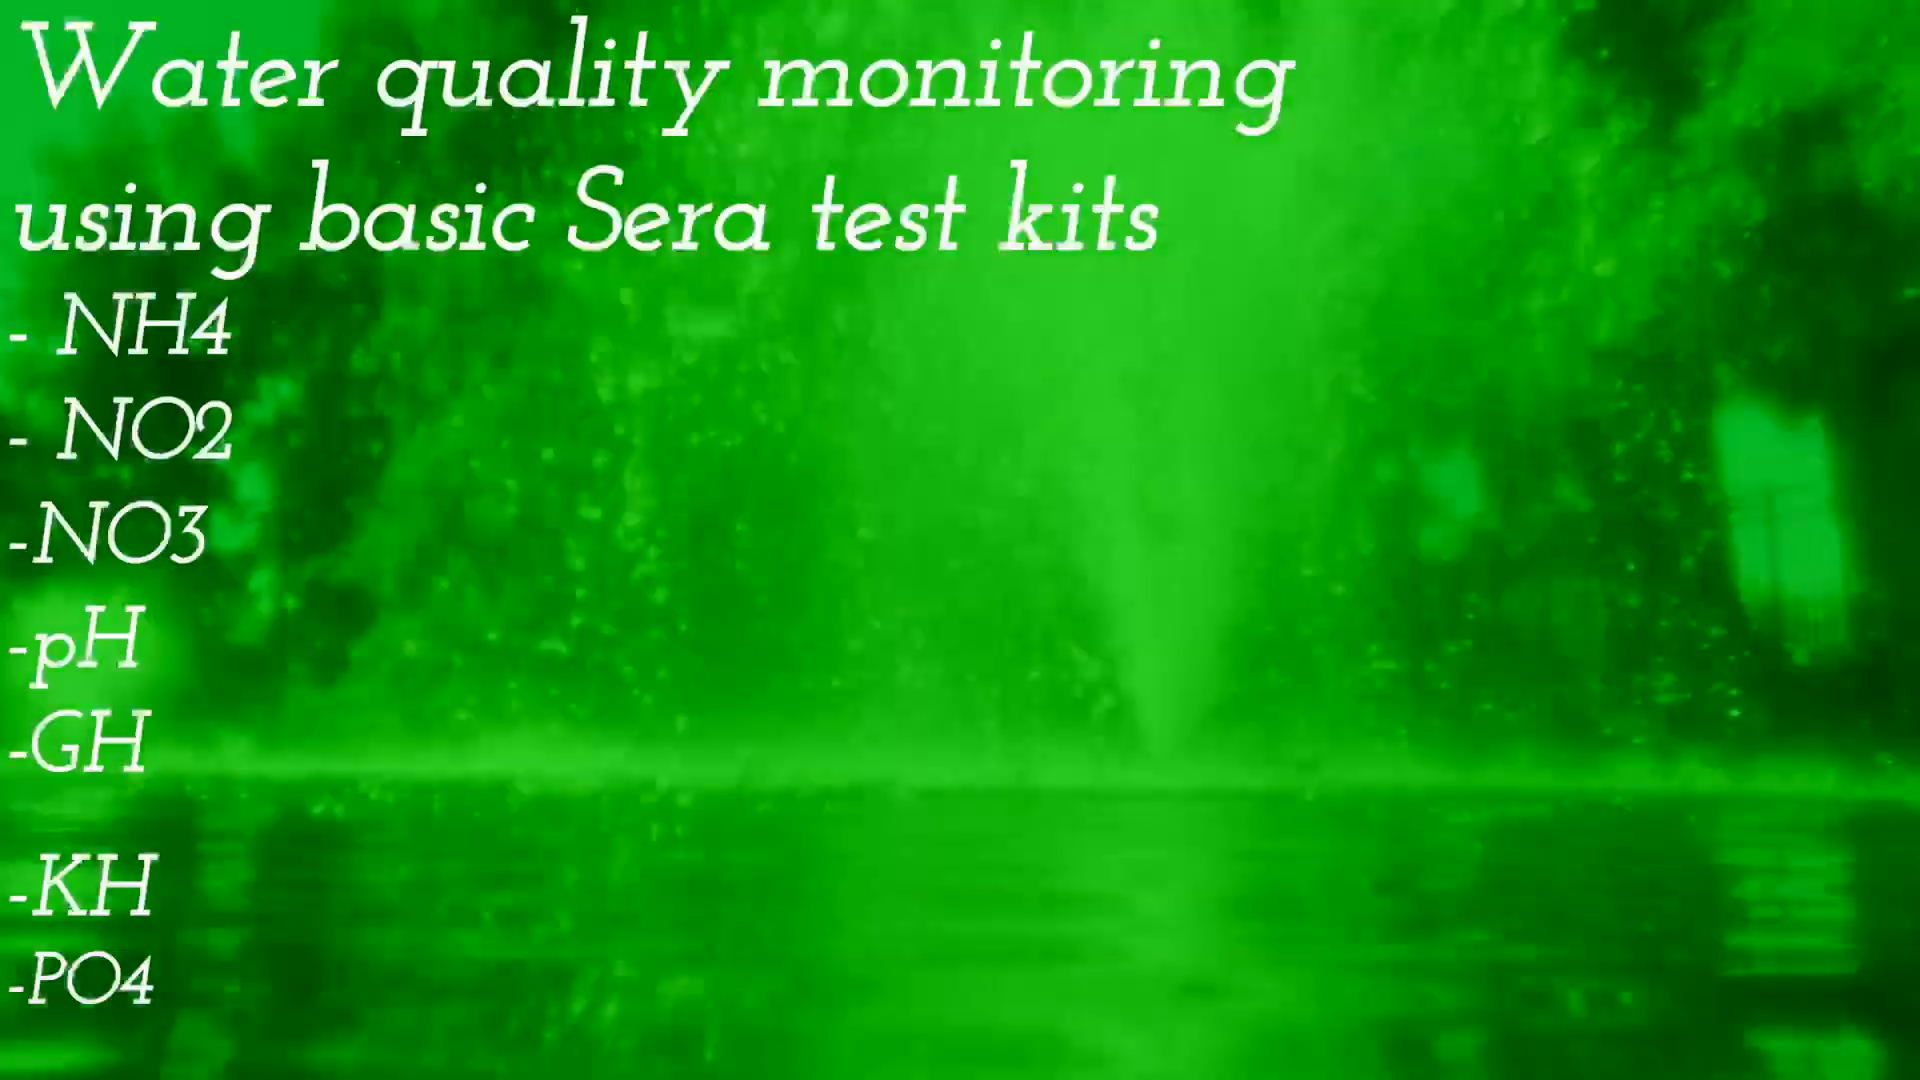 Water quality monitoring
using basic Sera test kits
- NH4
- NO2
-NO3
-pH
-GH
-KH
-PO4